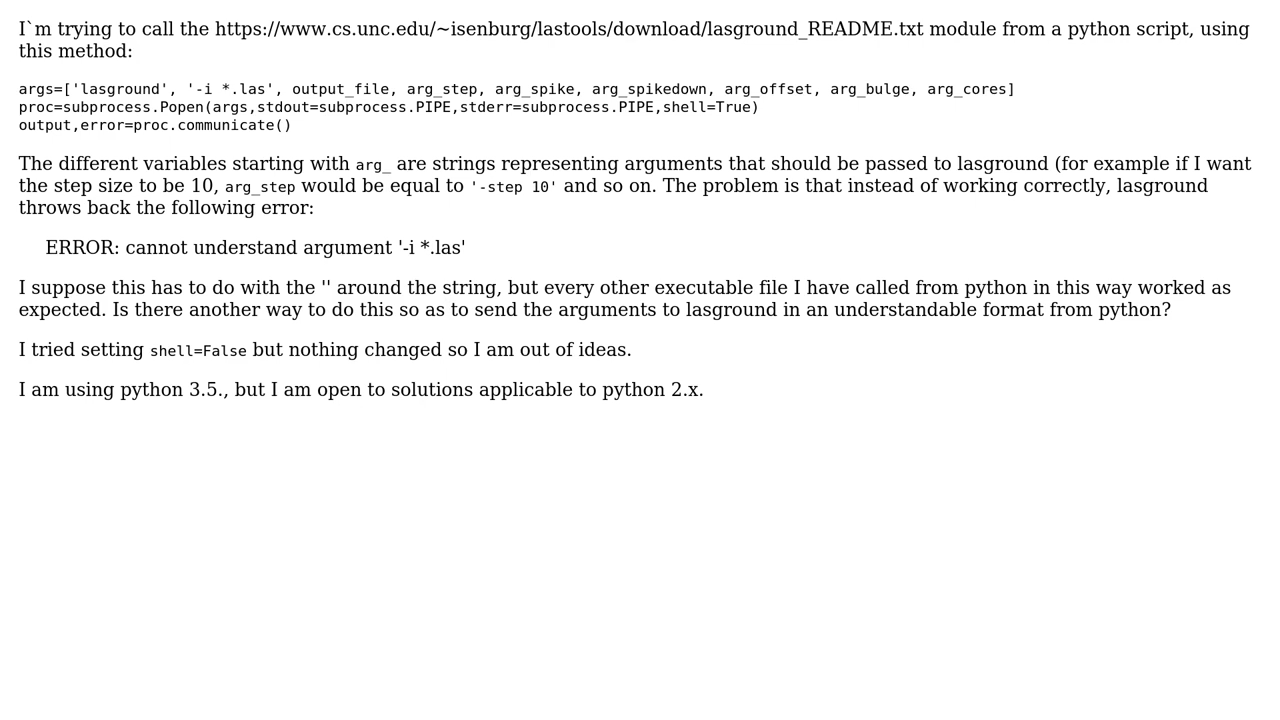 I`m trying to call the https://www.cs.unc.edu/~isenburg/lastools/download/lasground_README.txt module from a python script, using
this method:
args=['lasground', '-i *.las', output_file, arg_step, arg_spike, arg_spikedown, arg_offset, arg_bulge, arg_cores]
proc=subprocess.Popen(args,stdout=subprocess.PIPE,stderr=subprocess.PIPE,shell=True)
output,error=proc.communicate()
The different variables starting with arg_ are strings representing arguments that should be passed to lasground (for example if I want
the step size to be 10, arg_step would be equal to '-step 10' and so on. The problem is that instead of working correctly, lasground
throws back the following error:
ERROR: cannot understand argument '-i *.las'
I suppose this has to do with the '' around the string, but every other executable file I have called from python in this way worked as
expected. Is there another way to do this so as to send the arguments to lasground in an understandable format from python?
I tried setting shell=False but nothing changed so I am out of ideas.
I am using python 3.5., but I am open to solutions applicable to python 2.x.